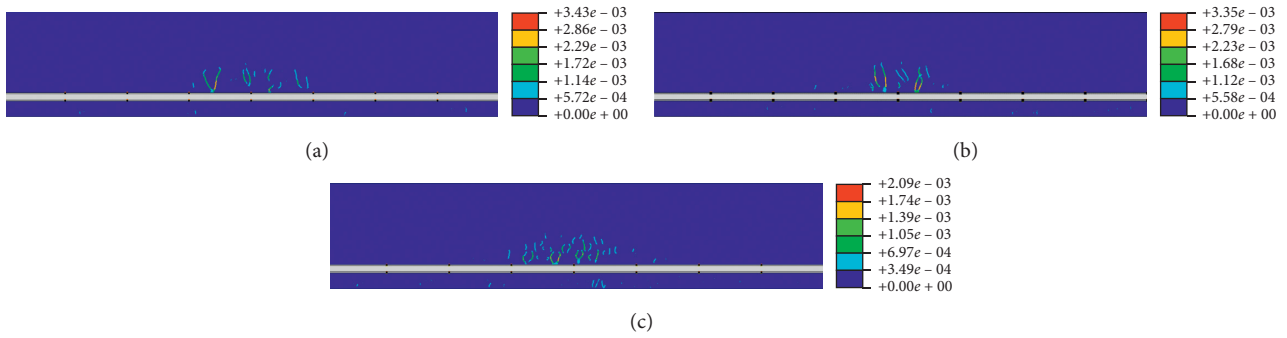 +3.43e – 03
+2.86e – 03
+2.29e – 03
+1.72e – 03
+1.14e – 03
+5.72e – 04
+0.00e + 00
(a)
+3.35e – 03
+2.79e – 03
+2.23e – 03
+1.68e – 03
+1.12e – 03
+5.58e – 04
+0.00e + 00
(b)
+2.09e – 03
+1.74e – 03
+1.39e – 03
+1.05e – 03
+6.97e – 04
+3.49e – 04
+0.00e + 00
(c)